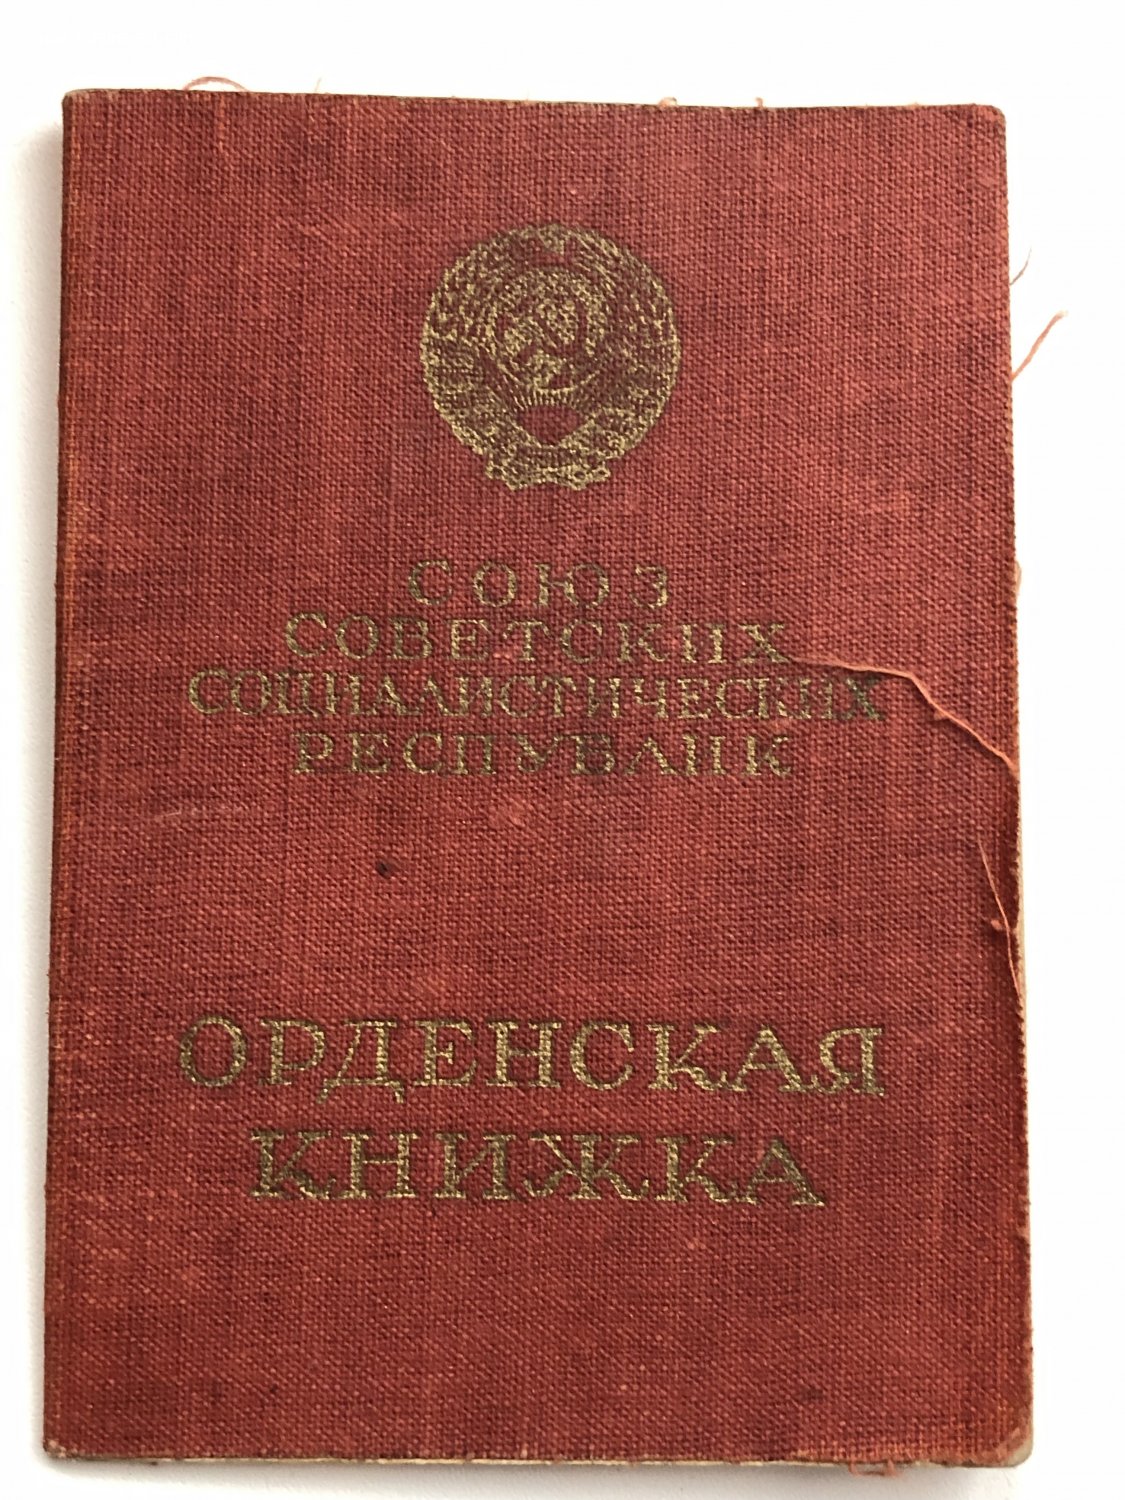 СОЮЗ
СОВЕТСКИХ
СОЦИАЛИСТИЧЕСКИХ
РЕСПУБЛИК
ОРДЕНСКАЯ
КНИЖКА